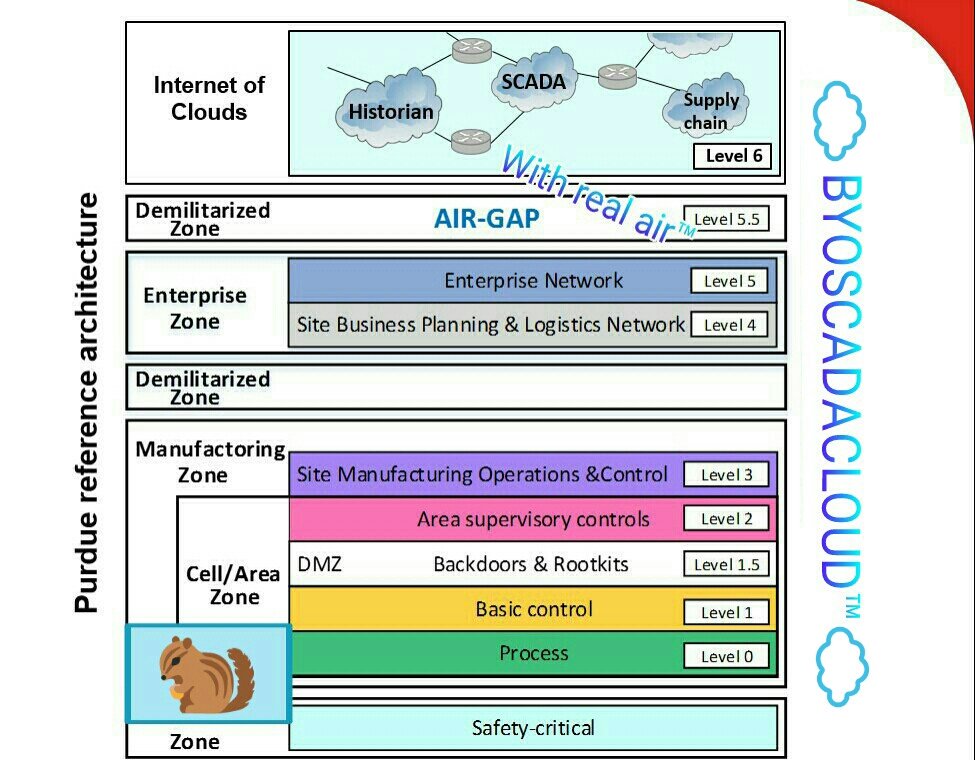 Internet of
Clouds
Historian
SCADA
Supply
chain
Level 6
With real air™
Demilitarized
Zone
AIR-GAP
Level 5.5
Enterprise
Zone
Enterprise Network
Level 5
Site Business Planning & Logistics Network
Level 4
Demilitarized
Zone
Manufactoring
Zone
Site Manufacturing Operations &Control
Level 3
Area supervisory controls
Level 2
Cell/Area
Zone
DMZ
Backdoors & Rootkits
Level 1.5
Basic control
Level 1
Process
Level 0
Zone
Safety-critical
Purdue reference architecture
BYOSCADACLOUD™